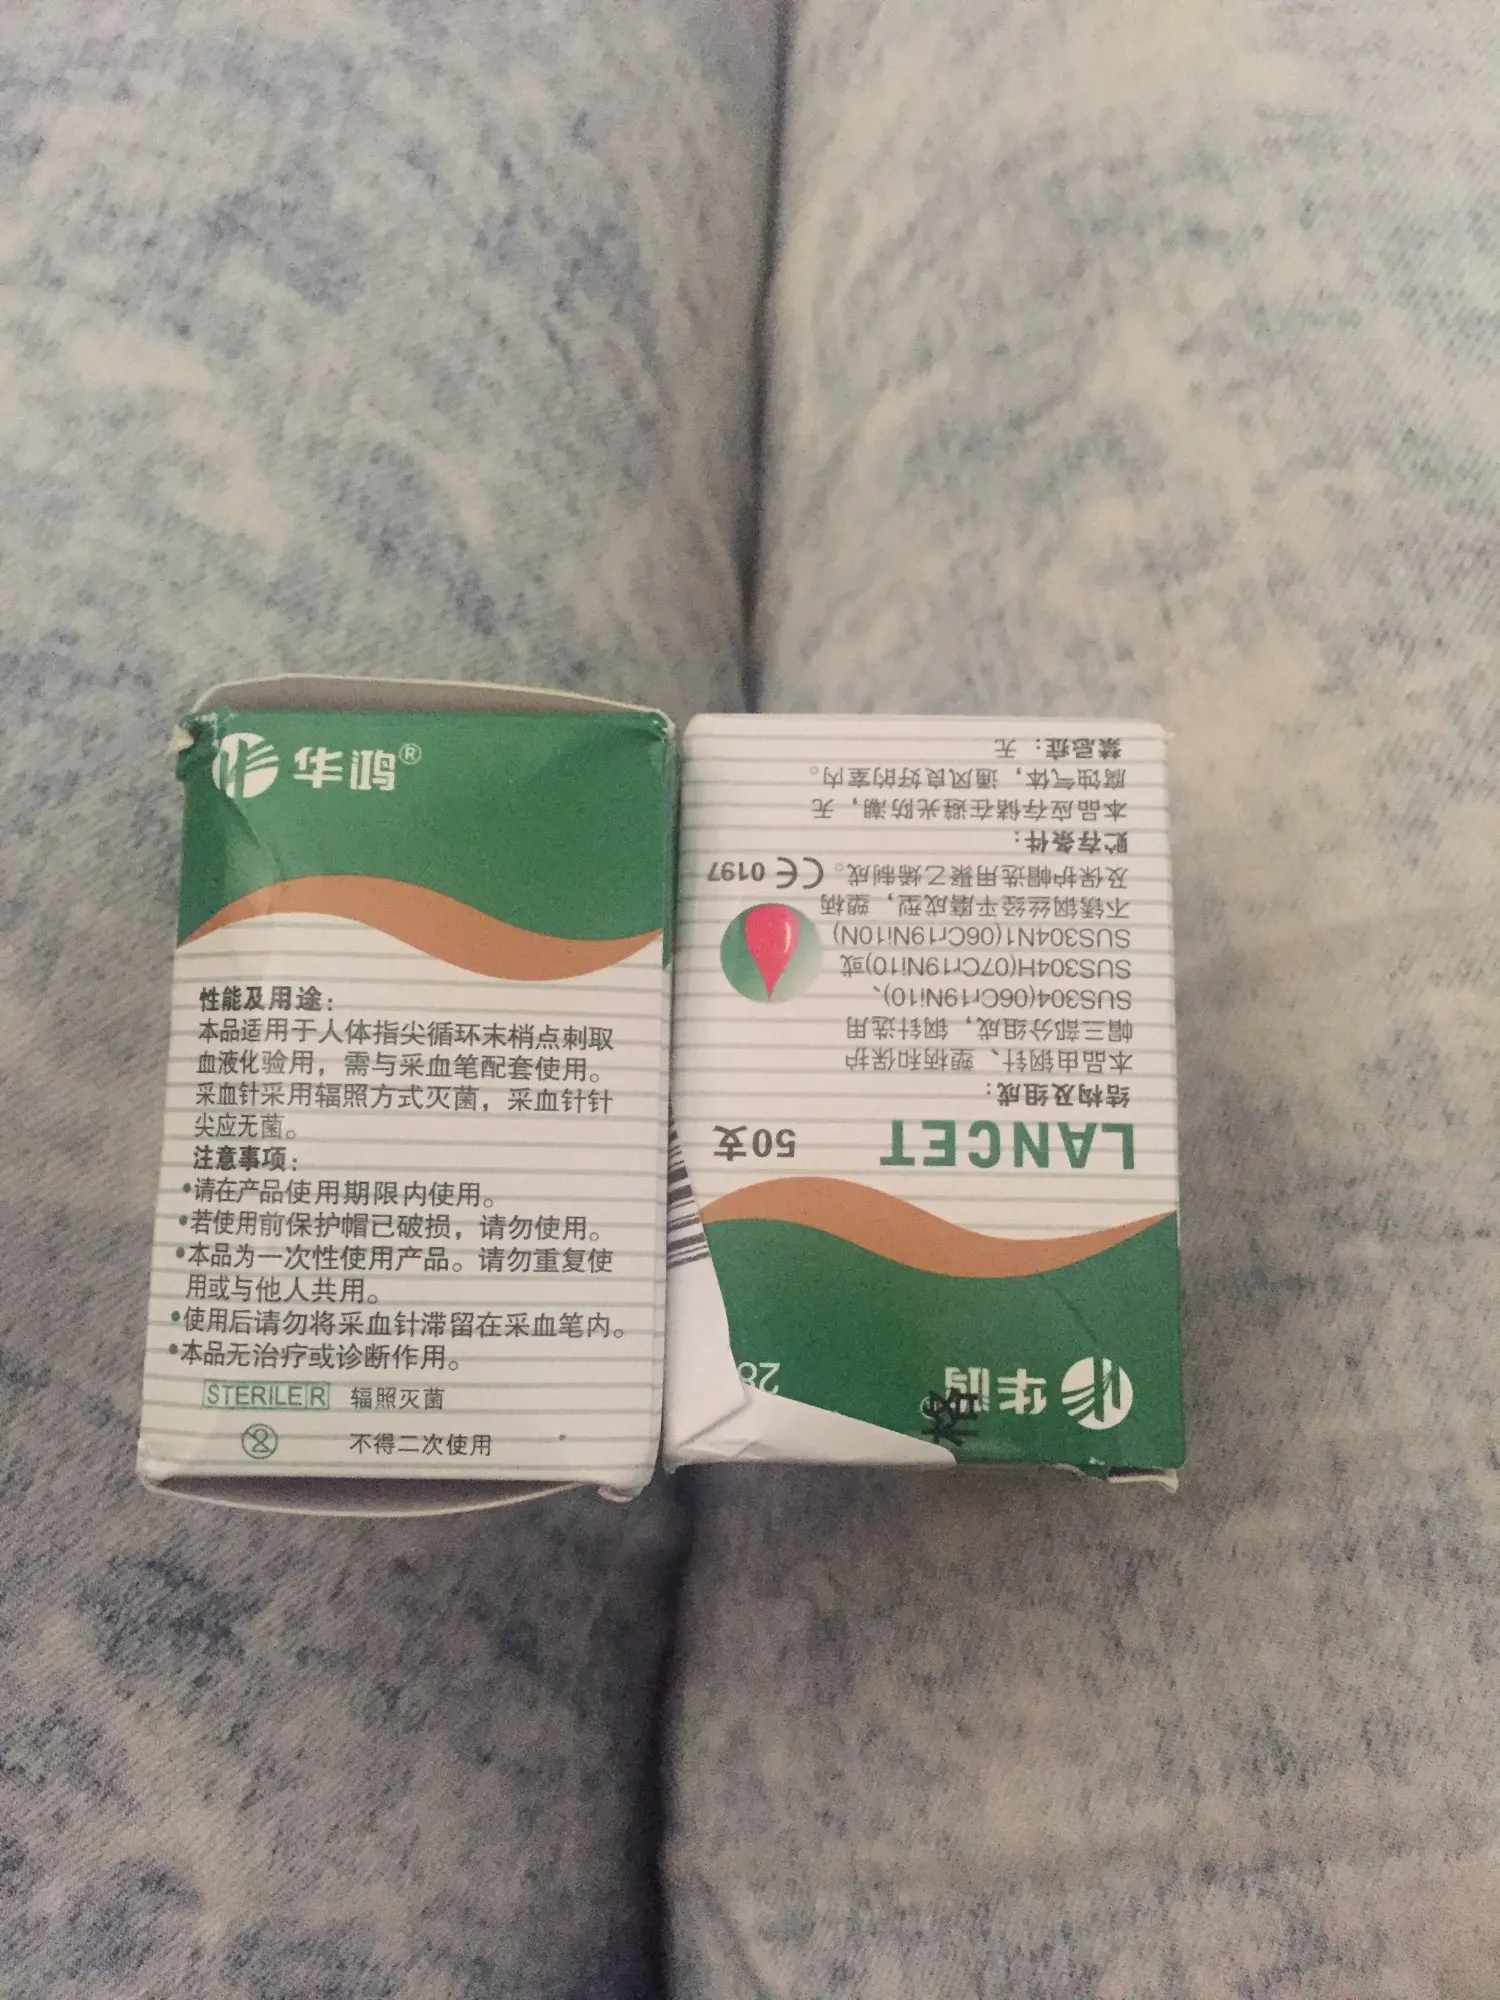 华鸿®
性能及用途：
本品适用于人体指尖循环末梢点刺取
血液化验用，需与采血笔配套使用。
采血针采用辐照方式灭菌，采血针针
尖应无菌。
注意事项：
•请在产品使用期限内使用。
•若使用前保护帽已破损，请勿使用。
•本品为一次性使用产品。请勿重复使
用或与他人共用。
•使用后请勿将采血针滞留在采血笔内。
•本品无治疗或诊断作用。
STERILE R 辐照灭菌
2 不得二次使用
华鸿
格
28
LANCET 50支
结构及组成：
本品由钢针、塑柄和保护
帽三部分组成，钢针选用
SUS304(06Cr19Ni10)、
SUS304H(07Cr19Ni10)或
SUS304N1(06Cr19Ni10N)
不锈钢丝经平磨成型，塑柄
及保护帽选用聚乙烯制成。
CE 0197
贮存条件：
本品应存储在避光防潮，无
腐蚀气体，通风良好的室内。
禁忌症：无